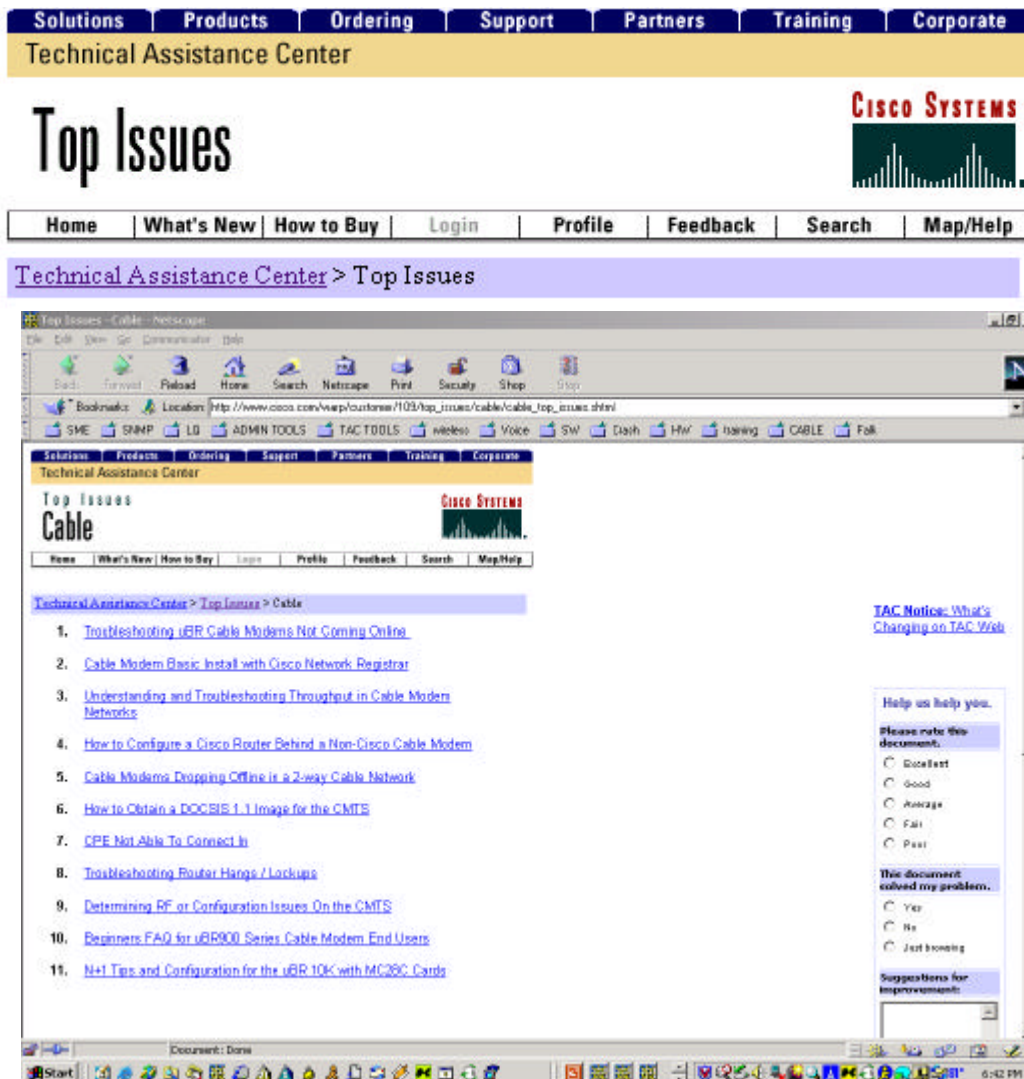 Solutions Products Ordering Support Partners Training Corporate
Technical Assistance Center
Top Issues
CISCO SYSTEMS
Home What's New How to Buy Login Profile Feedback Search Map/Help
Technical Assistance Center > Top Issues
Top Issues - Cable - Netscape
File Edit View Go Communicator Help
Back Forward Reload Home Search Netscape Print Security Shop Stop
Bookmarks Location: http://www.cisco.com/warp/customer/109/top_issues/cable/cable_top_issues.shtml
SME SNMP LQ ADMIN TOOLS TAC TOOLS wireless Voice SW Crash HW training CABLE
Solutions Products Ordering Support Partners Training Corporate
Technical Assistance Center
Top Issues
Cable
CISCO SYSTEMS
Home What's New How to Buy Login Profile Feedback Search Map/Help
Technical Assistance Center > Top Issues > Cable
1. Troubleshooting uBR Cable Modems Not Coming Online
2. Cable Modem Basic Install with Cisco Network Registrar
3. Understanding and Troubleshooting Throughput in Cable Modem
Networks
4. How to Configure a Cisco Router Behind a Non-Cisco Cable Modem
5. Cable Modems Dropping Offline in a 2-way Cable Network
6. How to Obtain a DOCSIS 1.1 Image for the CMTS
7. CPE Not Able To Connect In
8. Troubleshooting Router Hangs / Lockups
9. Determining RF or Configuration Issues On the CMTS
10. Beginners FAQ for uBR900 Series Cable Modem End Users
11. N+1 Tips and Configuration for the uBR 10K with MC28C Cards
TAC Notice: What's
Changing on TAC Web
Help us help you.
Please rate this
document.
Excellent
Good
Average
Fair
Poor
This document
solved my problem.
Yes
No
Just browsing
Suggestions for
improvement:
Document: Done
Start
6:42 PM